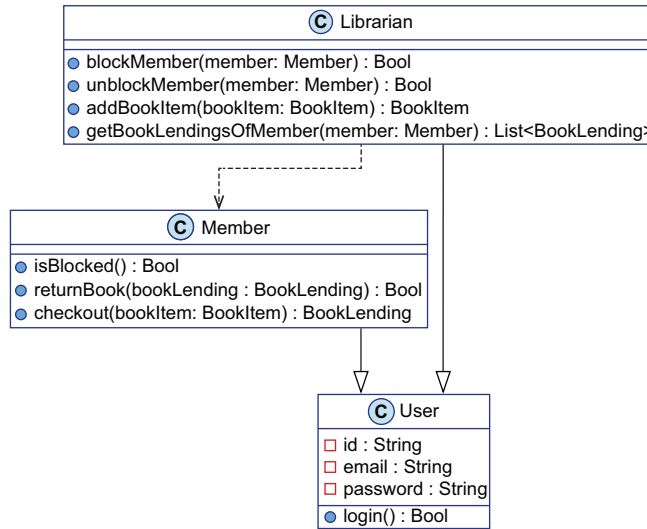 C Librarian
blockMember(member: Member) : Bool
unblockMember(member: Member) : Bool
addBookItem(bookItem: BookItem) : BookItem
getBookLendingsOfMember(member: Member) : List<BookLending>
C Member
isBlocked() : Bool
returnBook(bookLending : BookLending) : Bool
checkout(bookItem: BookItem) : BookLending
C User
id : String
email : String
password : String
login() : Bool